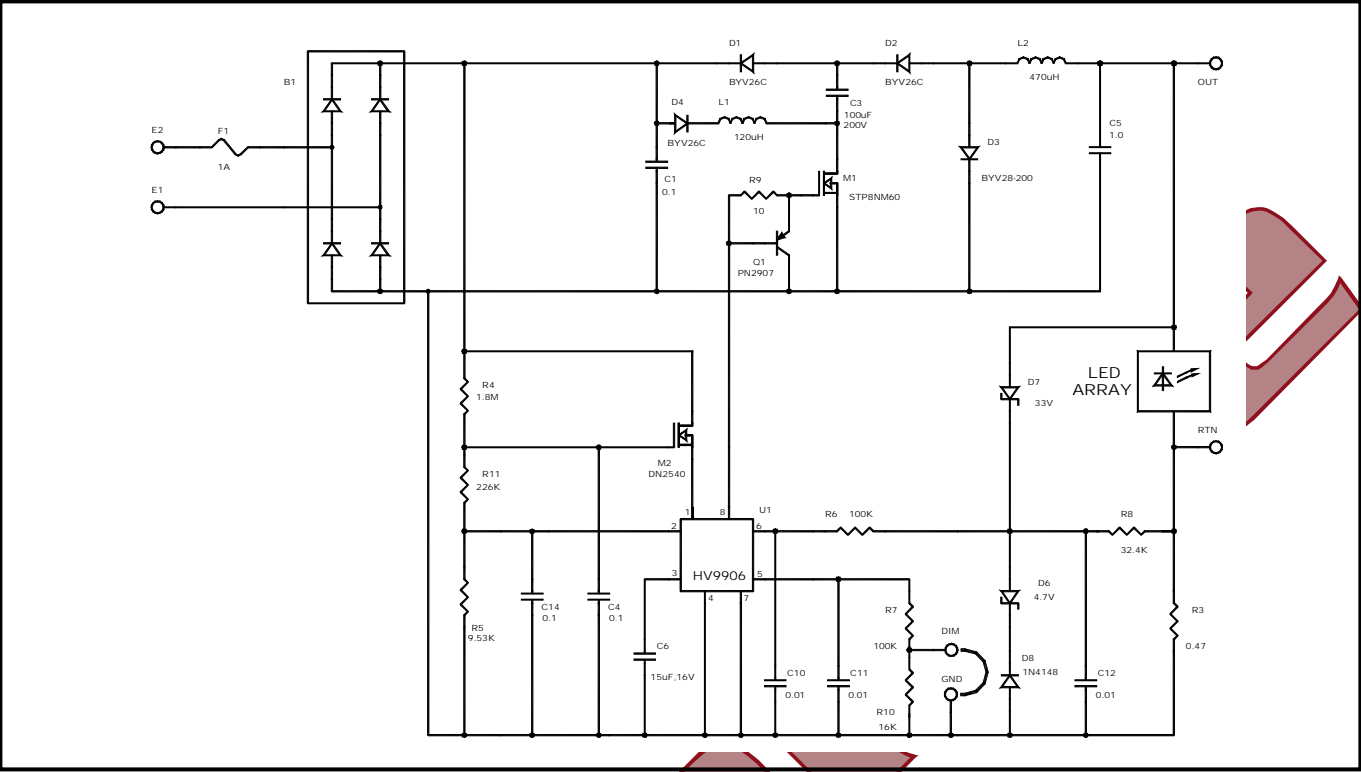 D1
BYV26C
D2
BYV26C
L2
470uH
OUT
B1
E2
F1
1A
E1
D4
BYV26C
L1
120uH
C3
100uF
200V
C1
0.1
R9
10
M1
STP8NM60
Q1
PN2907
D3
BYV28-200
C5
1.0
R4
1.8M
R11
226K
M2
DN2540
D7
33V
LED
ARRAY
RTN
U1
1
8
2
6
3
5
4
7
HV9906
R6 100K
R8
32.4K
R5
9.53K
C14
0.1
C4
0.1
C6
15uF,16V
C10
0.01
C11
0.01
R7
100K
R10
16K
DIM
GND
D6
4.7V
D8
1N4148
C12
0.01
R3
0.47